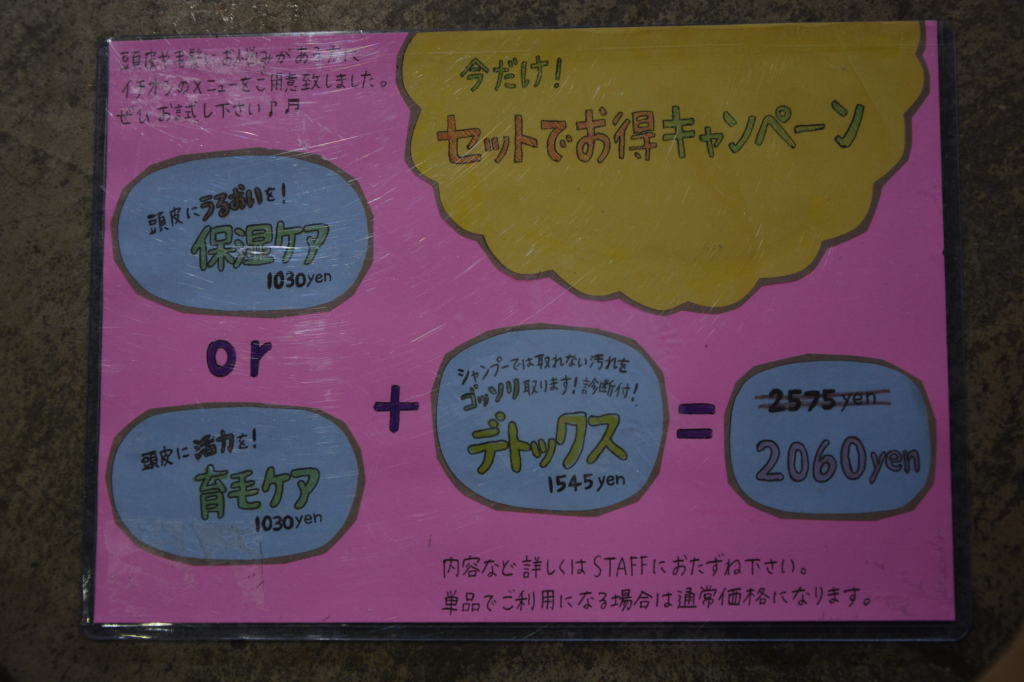 頭皮や毛髪にお悩みがある方に
イチオシのメニューをご用意致しました。
ぜひお試し下さい♪♬
今だけ！
セットでお得キャンペーン
頭皮にうるおいを！
保湿ケア
1030yen
or
頭皮に活力を！
育毛ケア
1030yen
+
シャンプーでは取れない汚れを
ゴッソリ取ります！診断付！
デトックス
1545yen
=
2575yen
2060yen
内容など詳しくはSTAFFにおたずね下さい。
単品でご利用になる場合は通常価格になります。